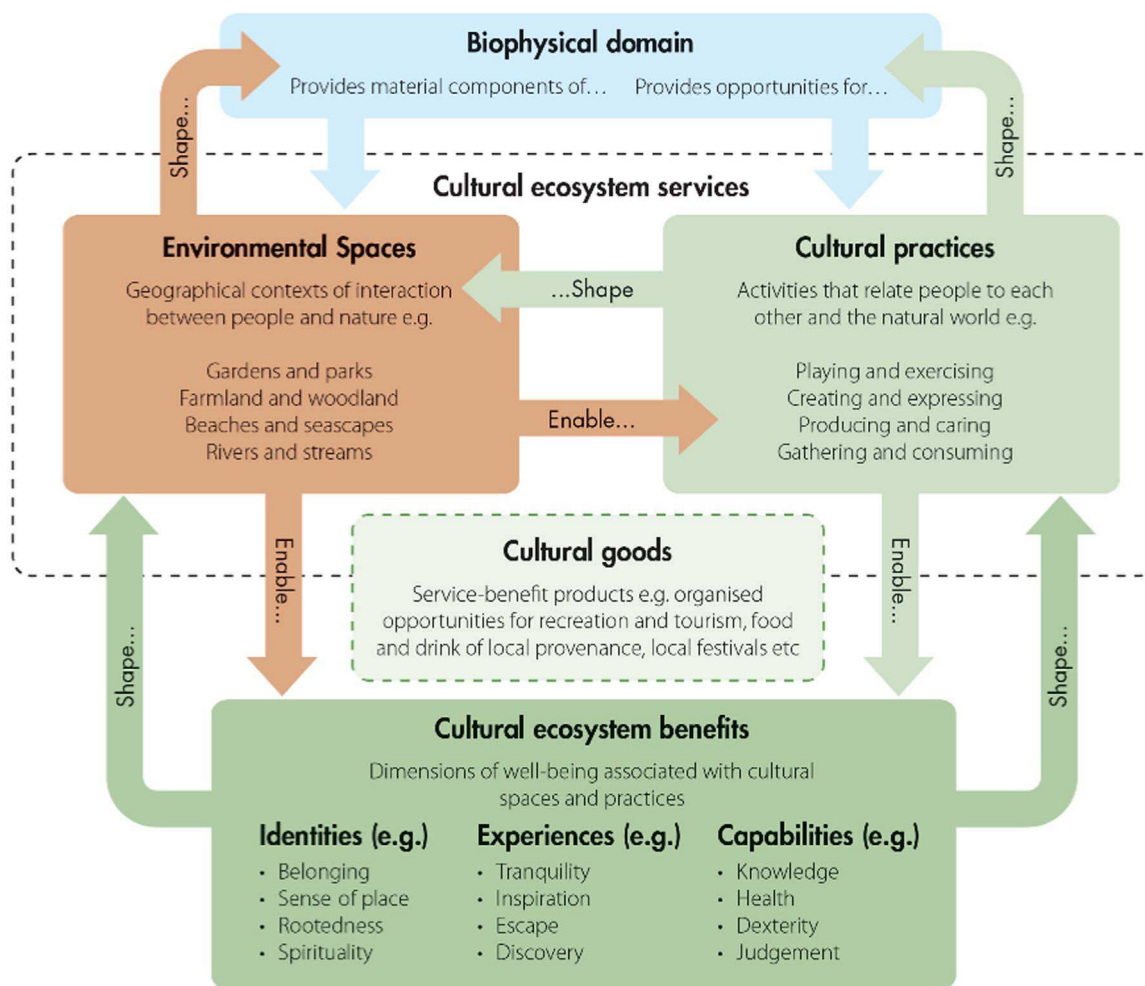 Biophysical domain
Provides material components of…
Provides opportunities for…
Shape…
Shape…
Cultural ecosystem services
Environmental Spaces
Geographical contexts of interaction
between people and nature e.g.
Gardens and parks
Farmland and woodland
Beaches and seascapes
Rivers and streams
…Shape
Enable…
Cultural practices
Activities that relate people to each
other and the natural world e.g.
Playing and exercising
Creating and expressing
Producing and caring
Gathering and consuming
Enable…
Cultural goods
Service-benefit products e.g. organised
opportunities for recreation and tourism, food
and drink of local provenance, local festivals etc
Enable…
Shape…
Shape…
Cultural ecosystem benefits
Dimensions of well-being associated with cultural
spaces and practices
Identities (e.g.)
• Belonging
• Sense of place
• Rootedness
• Spirituality
Experiences (e.g.)
• Tranquility
• Inspiration
• Escape
• Discovery
Capabilities (e.g.)
• Knowledge
• Health
• Dexterity
• Judgement